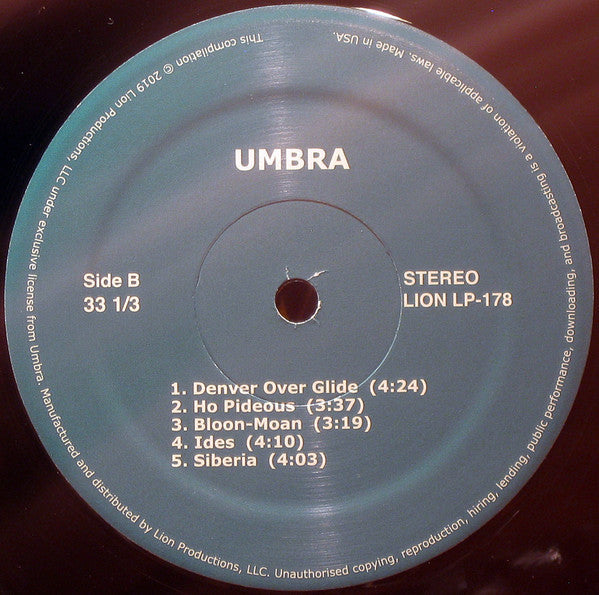 UMBRA
Side B
33 1/3
STEREO
LION LP-178
1. Denver Over Glide (4:24)
2. Ho Pideous (3:37)
3. Bloon-Moan (3:19)
4. Ides (4:10)
5. Siberia (4:03)
This compilation © 2019 Lion Productions, LLC under exclusive license from Umbra. Manufactured and distributed by Lion Productions, LLC. Unauthorised copying, reproduction, hiring, lending, public performance, downloading, and broadcasting is a violation of applicable laws. Made in USA.